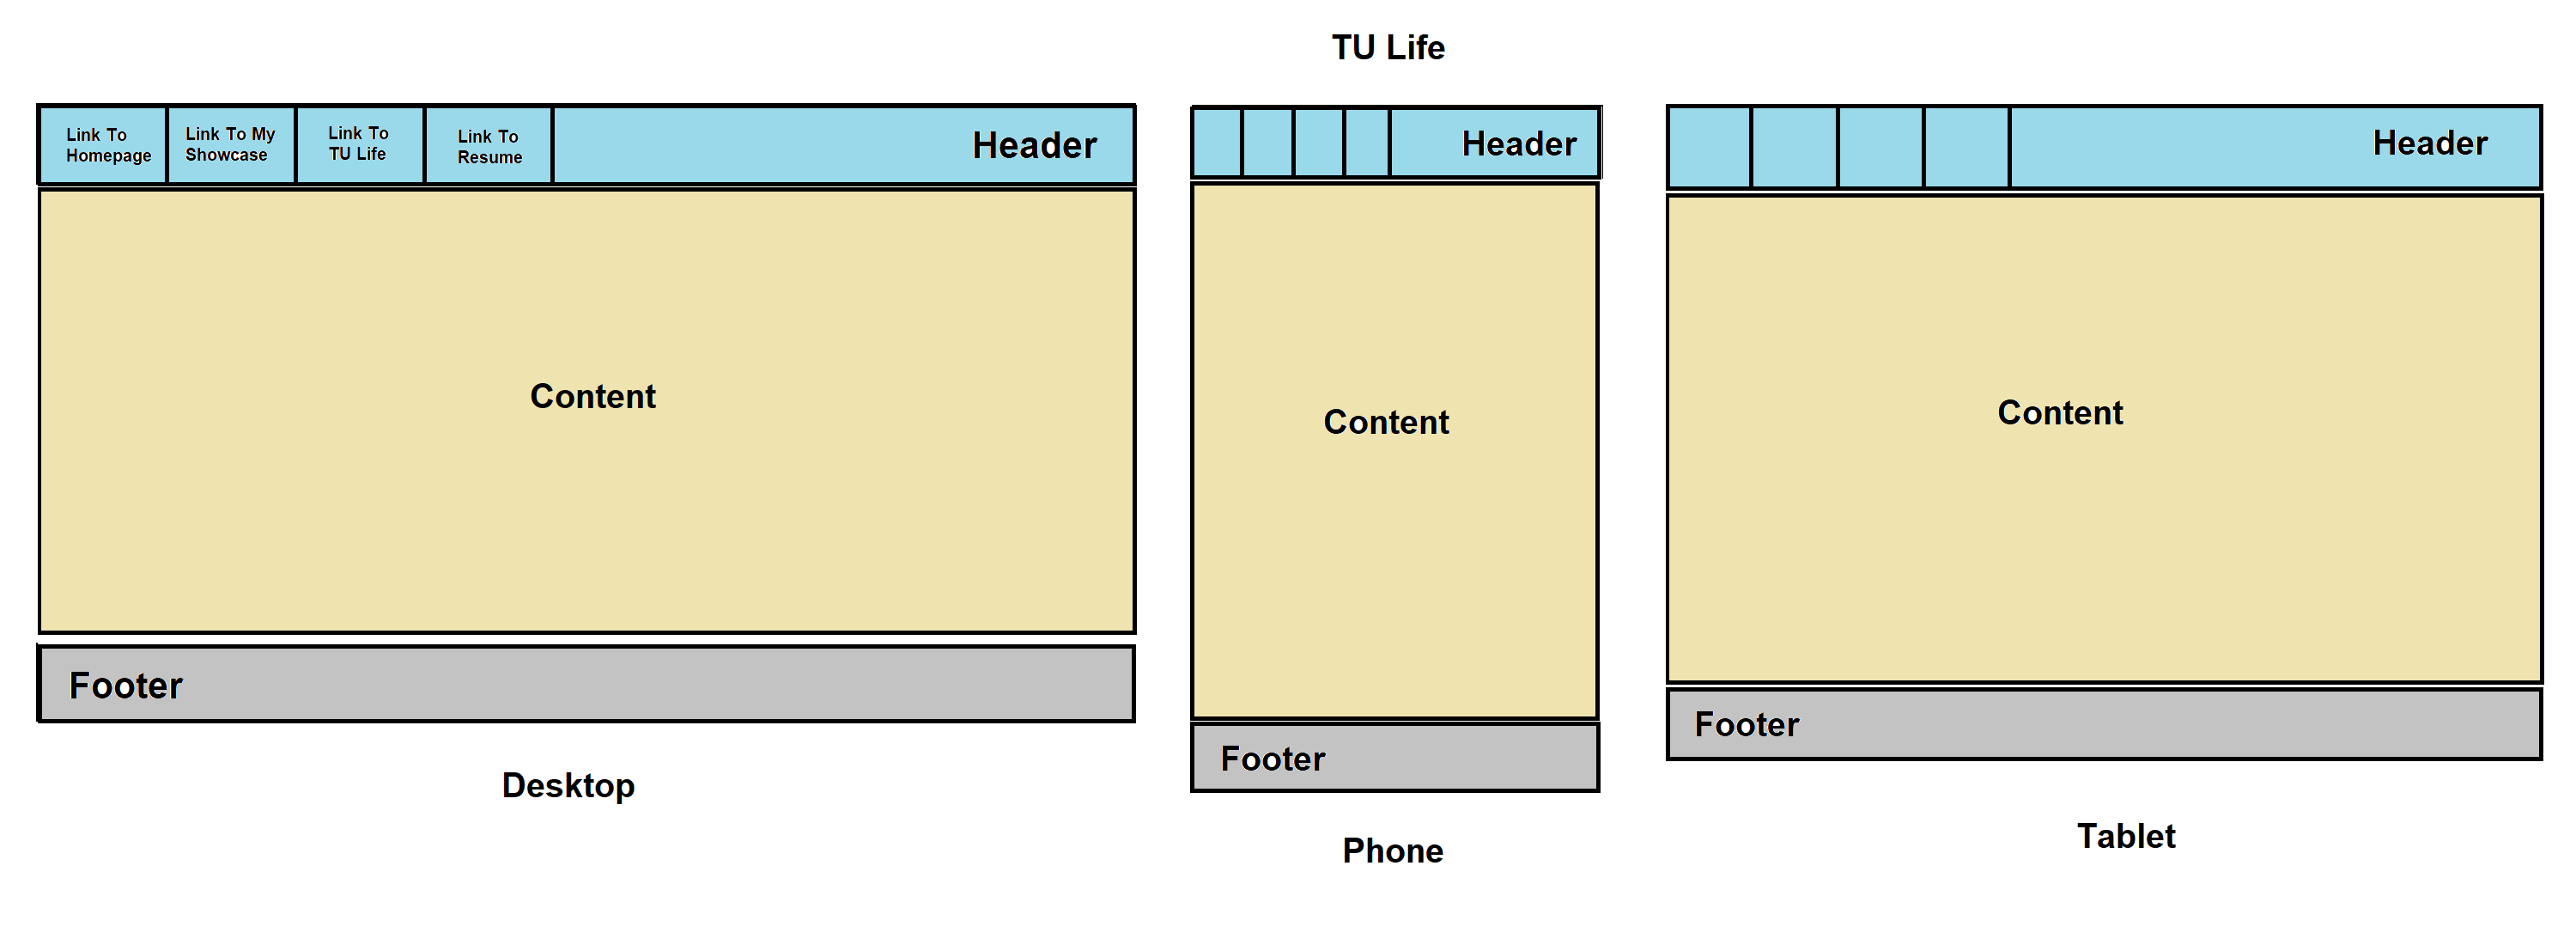 TU Life
Link To
Homepage
Link To My
Showcase
Link To
TU Life
Link To
Resume
Header
Content
Footer
Desktop
Header
Content
Footer
Phone
Header
Content
Footer
Tablet